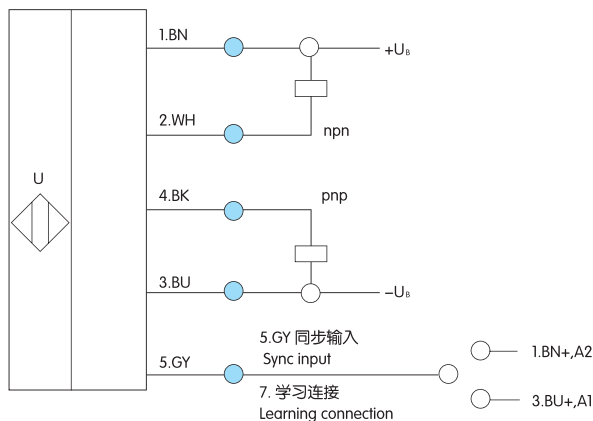 1.BN
+UB
2.WH
npn
U
4.BK
pnp
3.BU
-UB
5.GY 同步输入
Sync input
5.GY
1.BN+,A2
7. 学习连接
Learning connection
3.BU+,A1